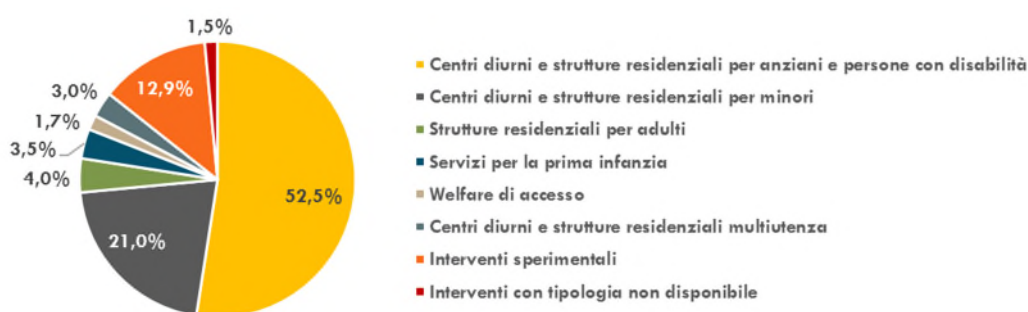 1,5%
12,9%
3,0%
1,7%
3,5%
4,0%
21,0%
52,5%
Centri diurni e strutture residenziali per anziani e persone con disabilità
Centri diurni e strutture residenziali per minori
Strutture residenziali per adulti
Servizi per la prima infanzia
Welfare di accesso
Centri diurni e strutture residenziali multiutenza
Interventi sperimentali
Interventi con tipologia non disponibile